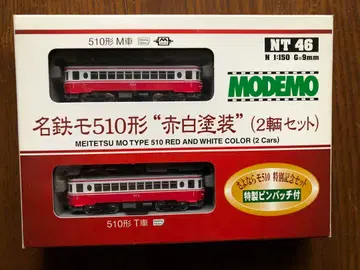 510形 M車 M
NT 46
N 1:150 G=9mm
MODEMO
名鉄モ510形 “赤白塗装” (2輌セット)
MEITETSU MO TYPE 510 RED AND WHITE COLOR (2 Cars)
さよならモ510 特別記念セット
特製ピンバッチ付
510形 T車